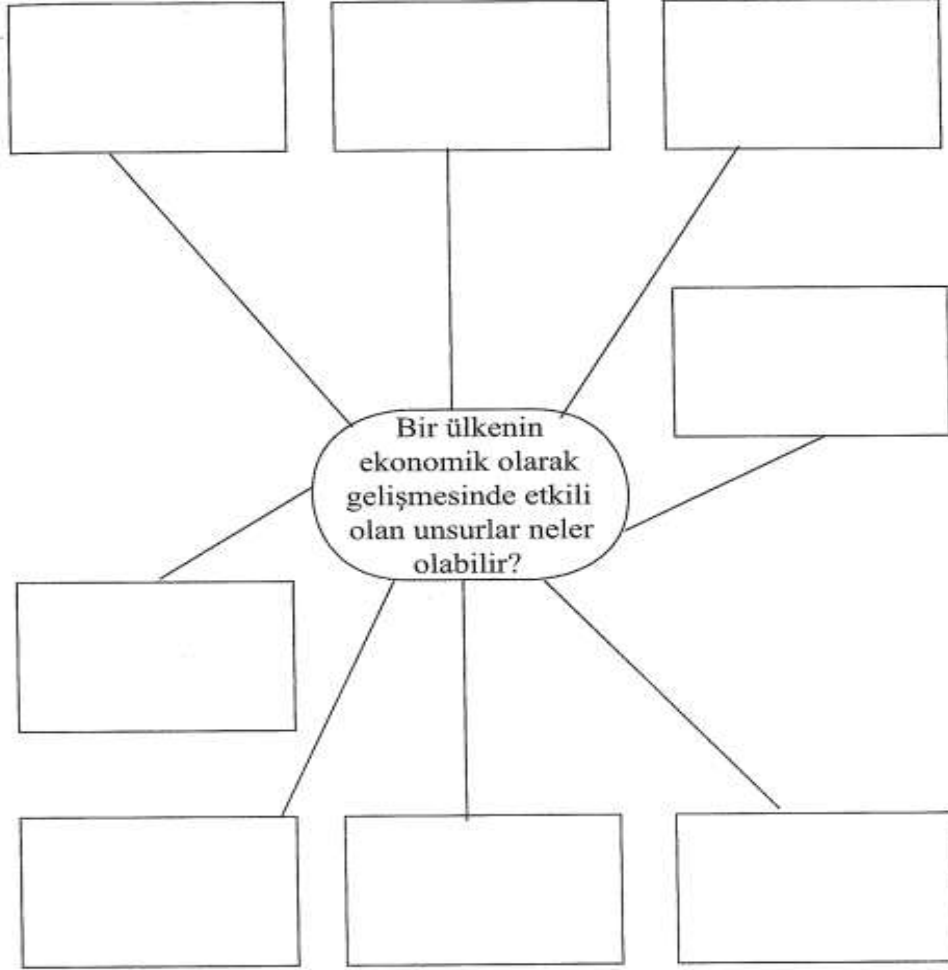 Bir ülkenin
ekonomik olarak
gelişmesinde etkili
olan unsurlar neler
olabilir?